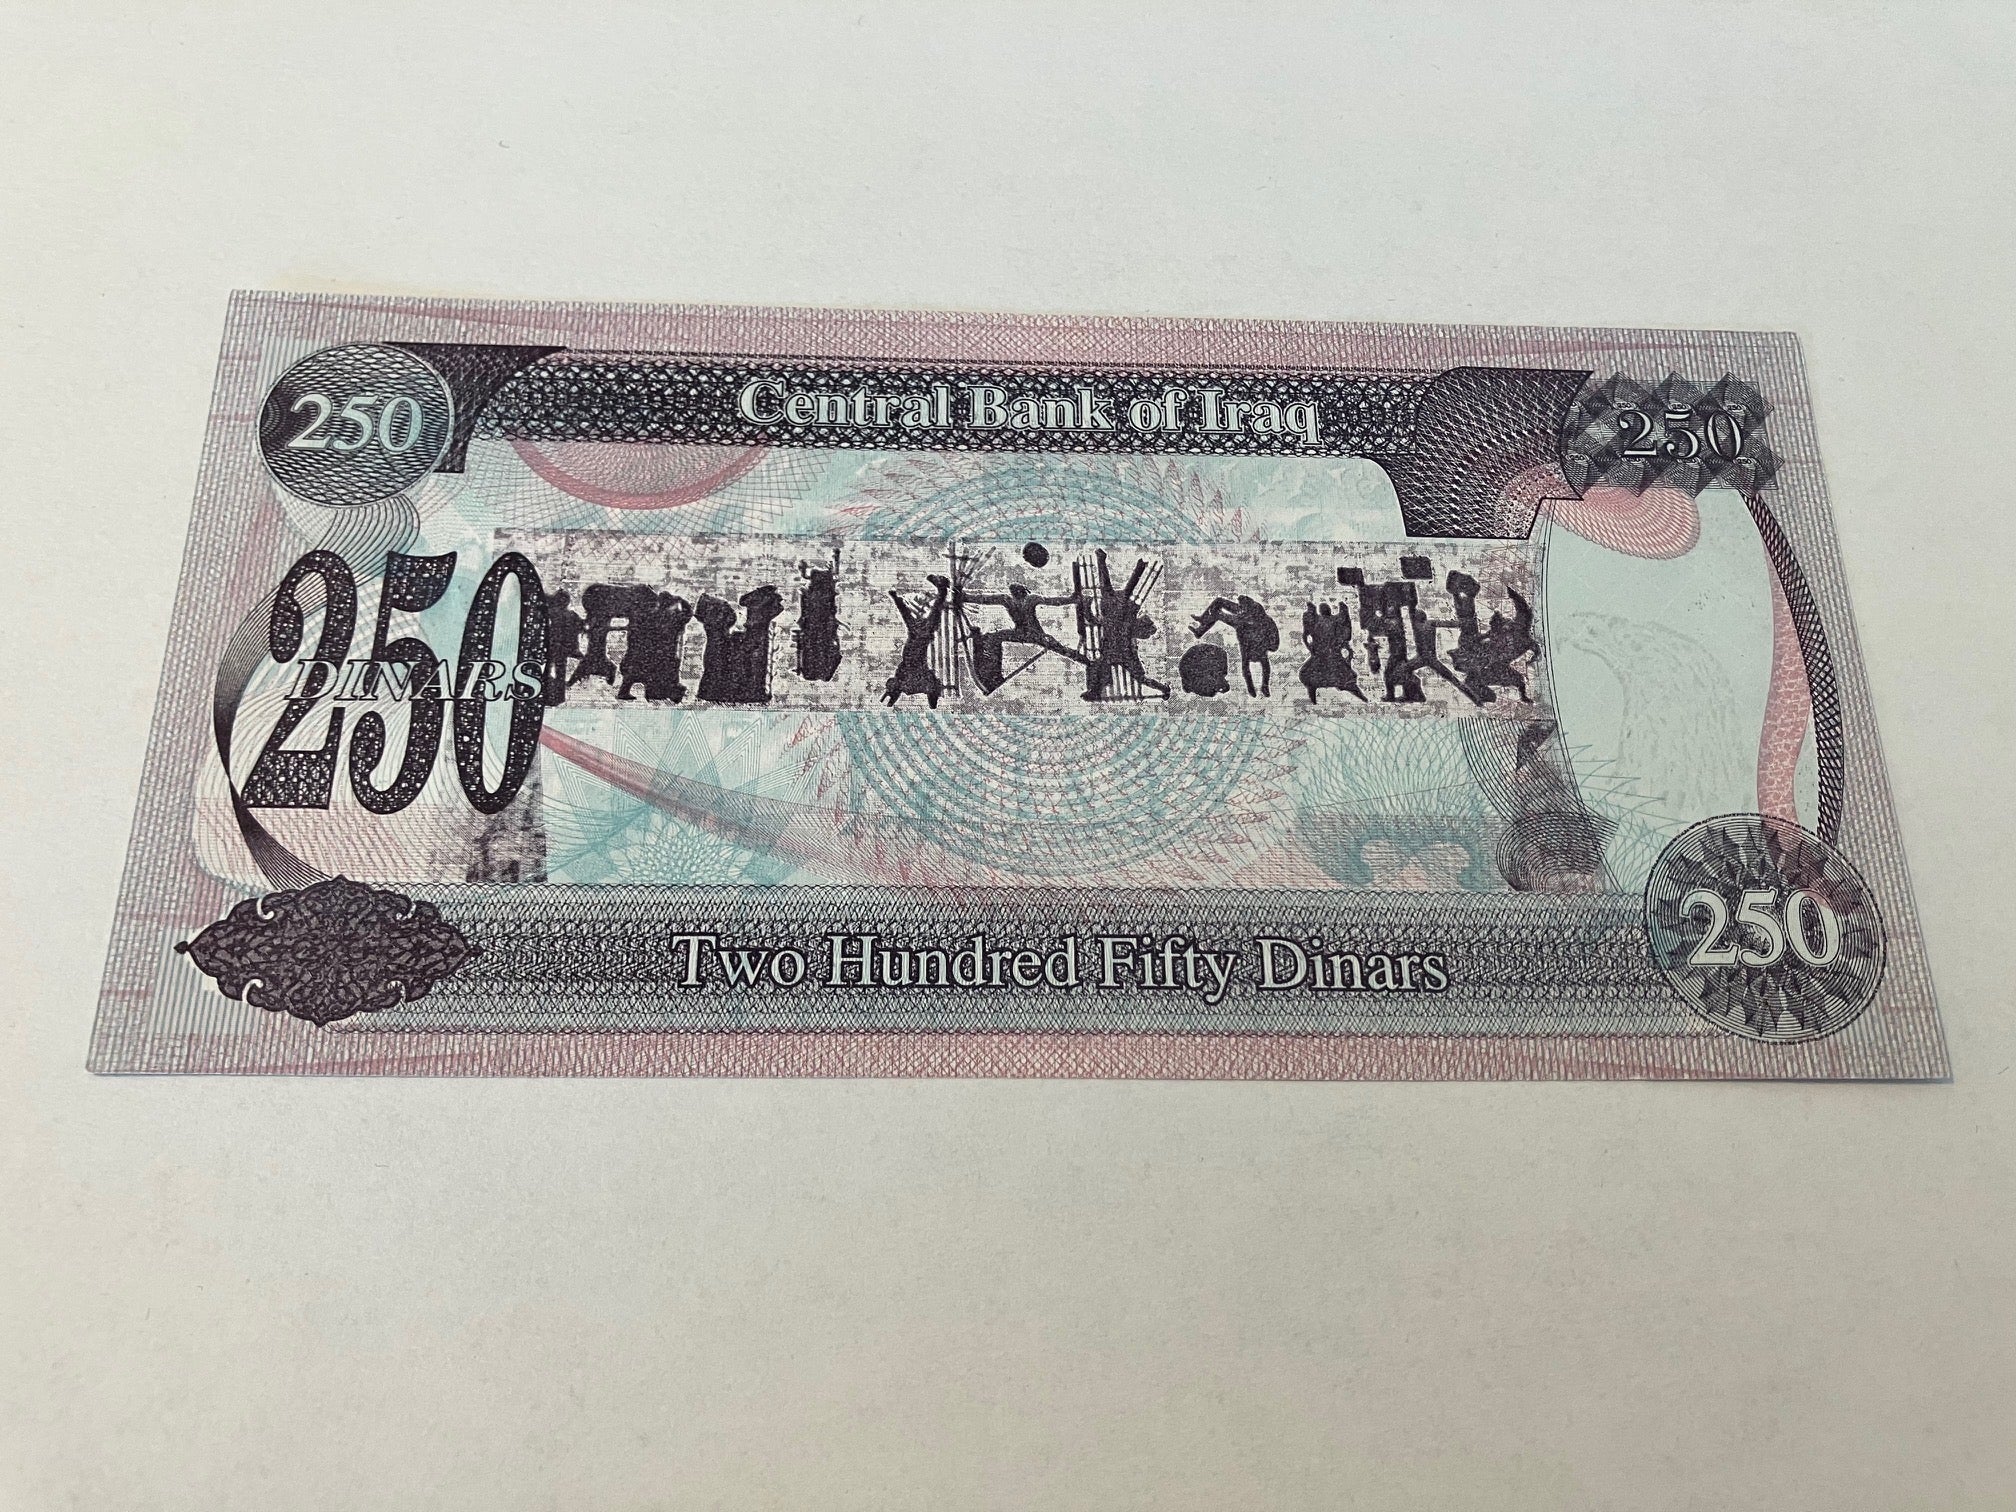 250
Central Bank of Iraq
250
250
DINARS
Two Hundred Fifty Dinars
250